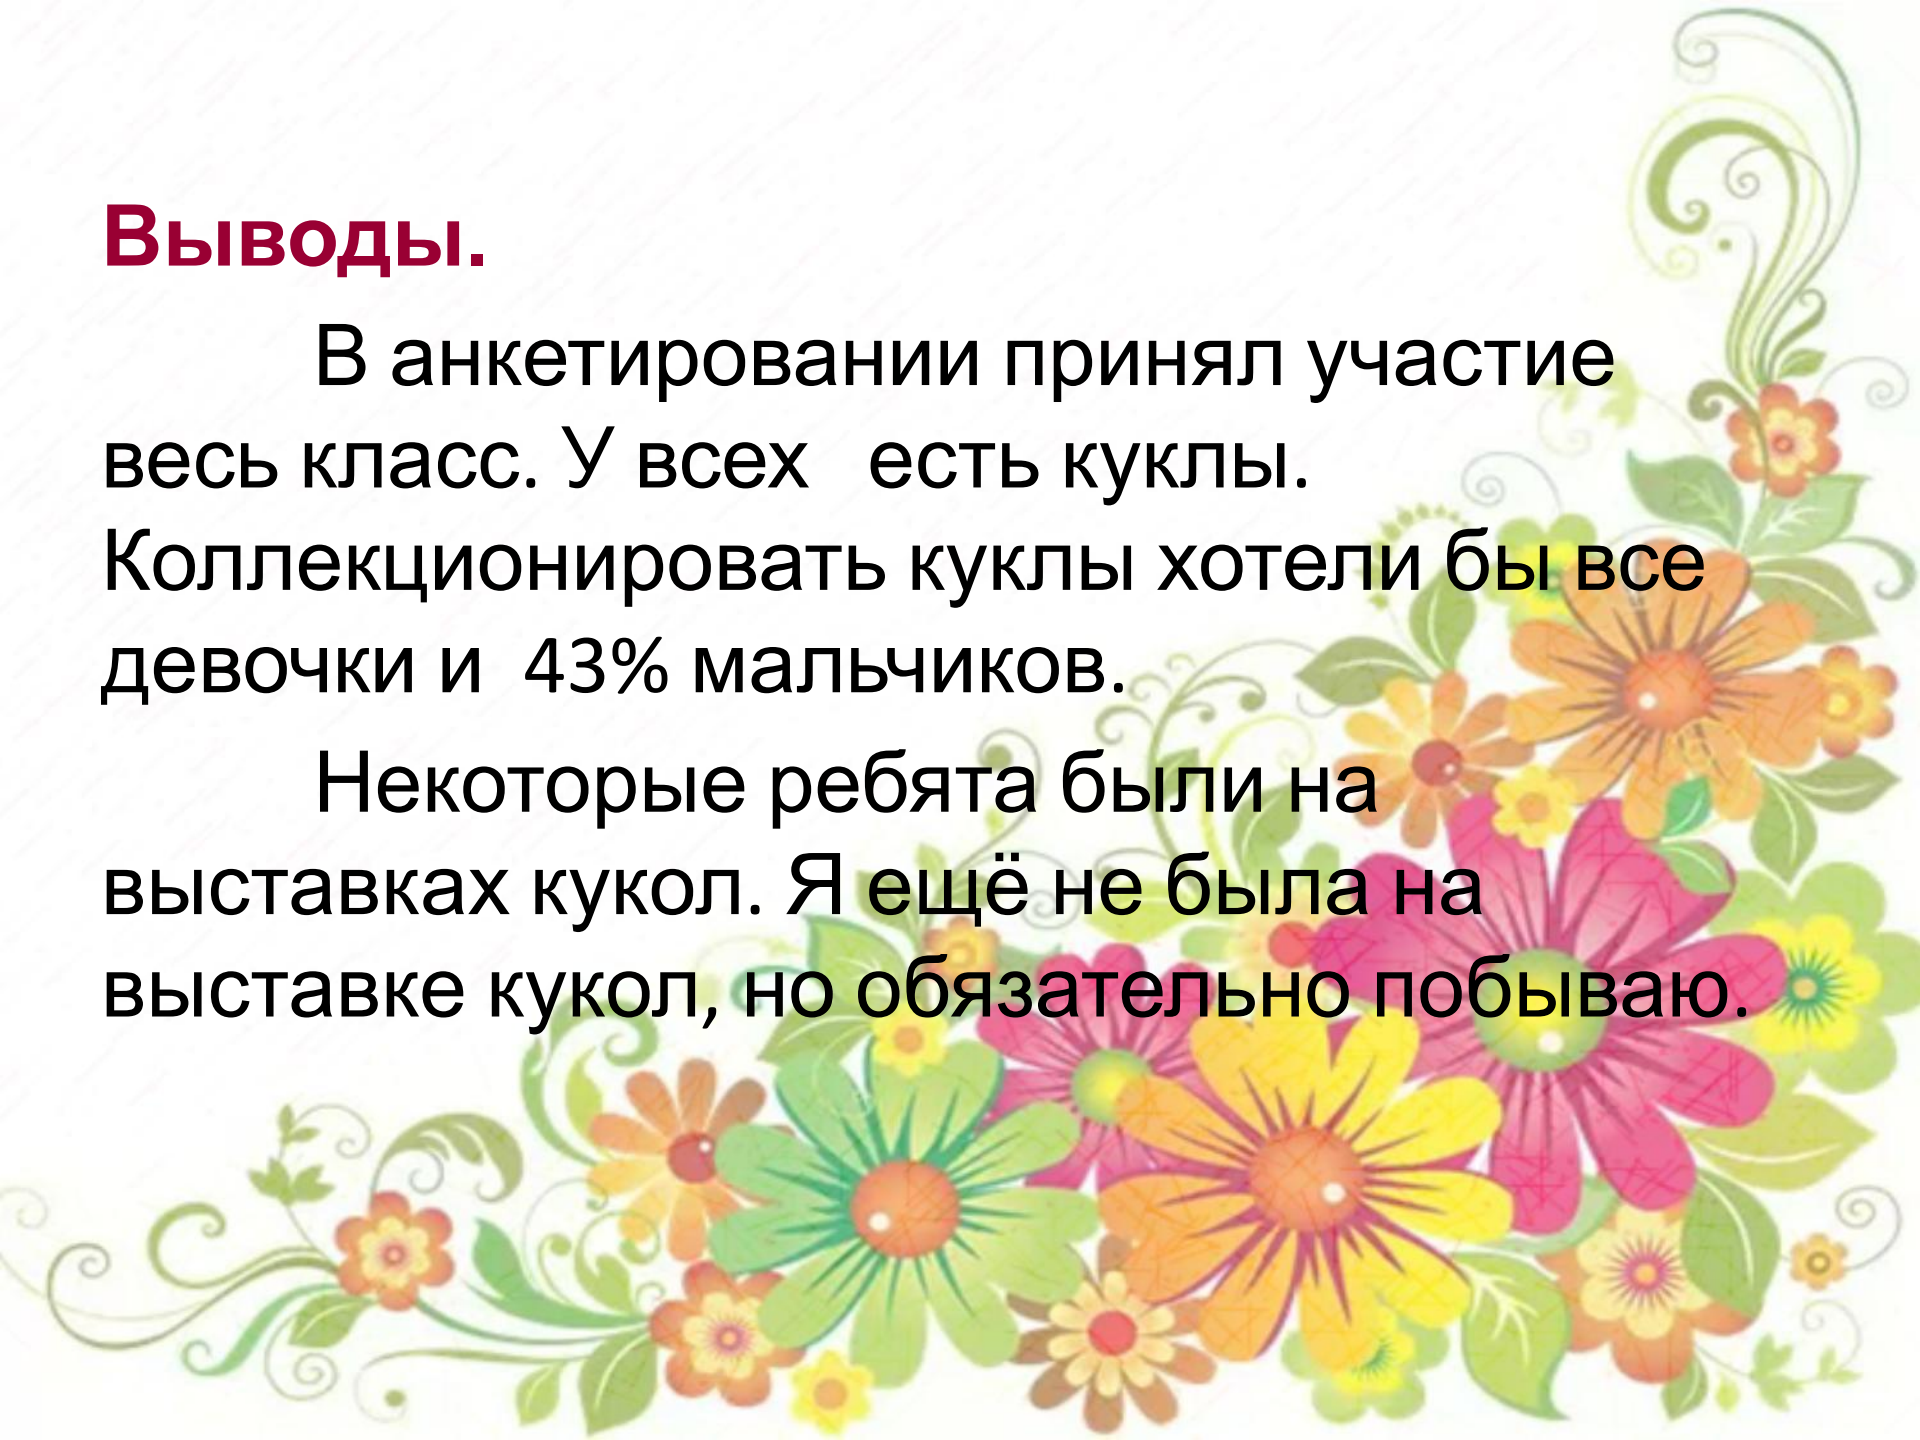 Выводы.
В анкетировании принял участие
весь класс. У всех есть куклы.
Коллекционировать куклы хотели бы все
девочки и 43% мальчиков.
Некоторые ребята были на
выставках кукол. Я ещё не была на
выставке кукол, но обязательно побываю.